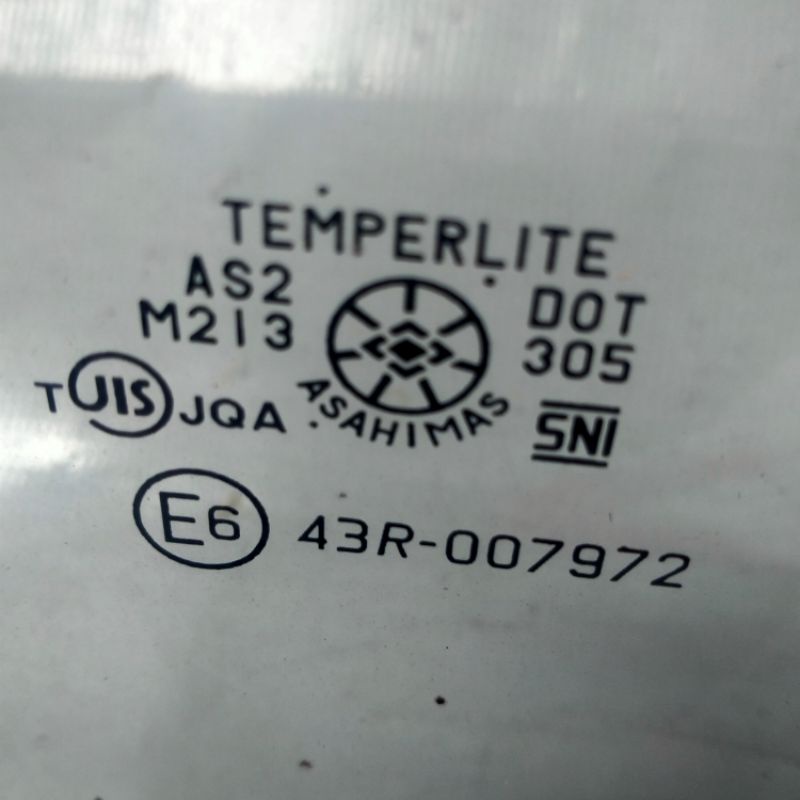 TEMPERLITE
AS2
M213
DOT
305
ASAHIMAS
T JIS JQA
SNI
E6 43R-007972